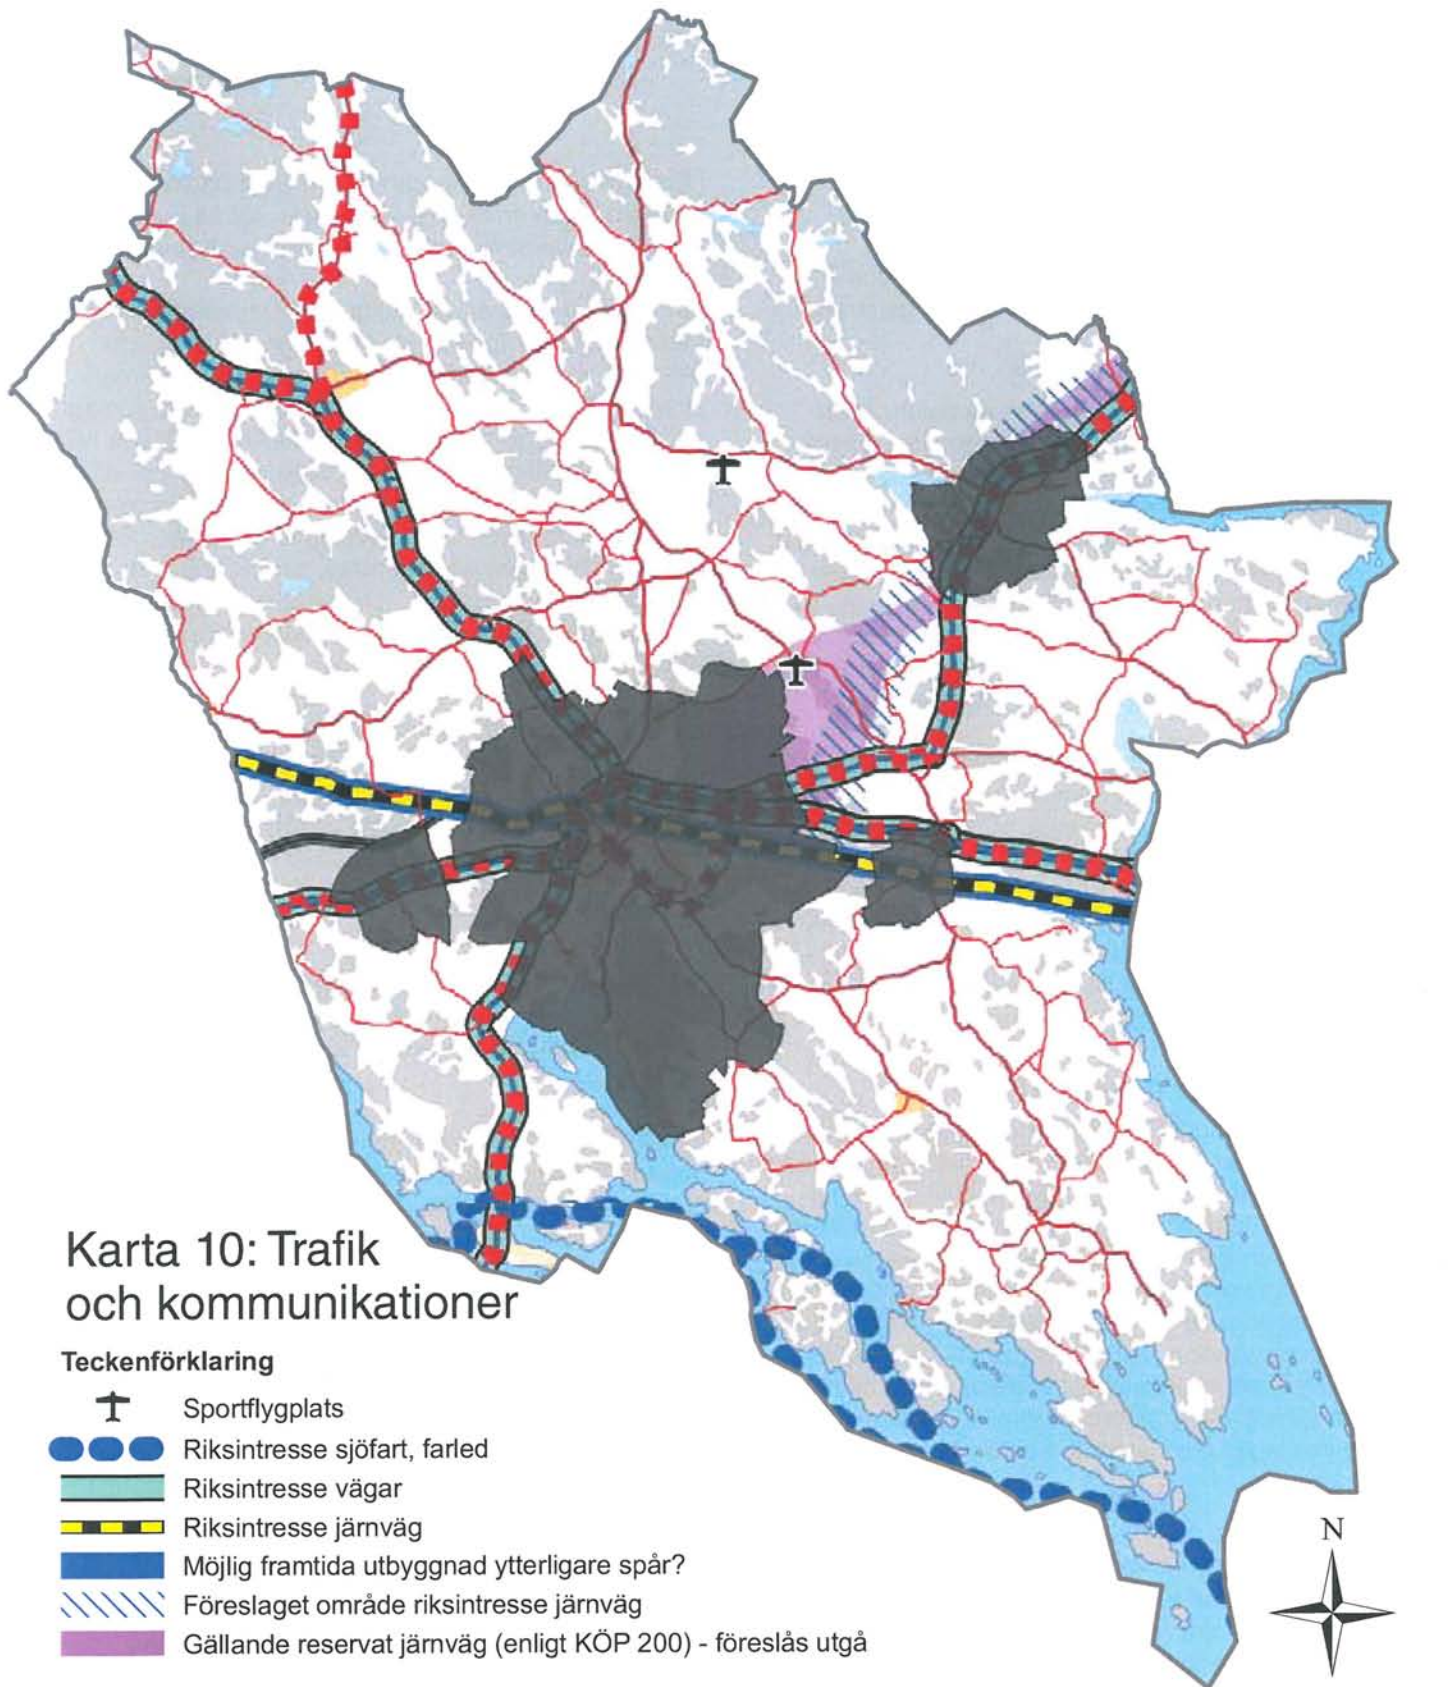 Karta 10: Trafik
och kommunikationer
Teckenförklaring
Sportflygplats
Riksintresse sjöfart, farled
Riksintresse vägar
Riksintresse järnväg
Möjlig framtida utbyggnad ytterligare spår?
Föreslaget område riksintresse järnväg
Gällande reservat järnväg (enligt KÖP 200) - föreslås utgå
N